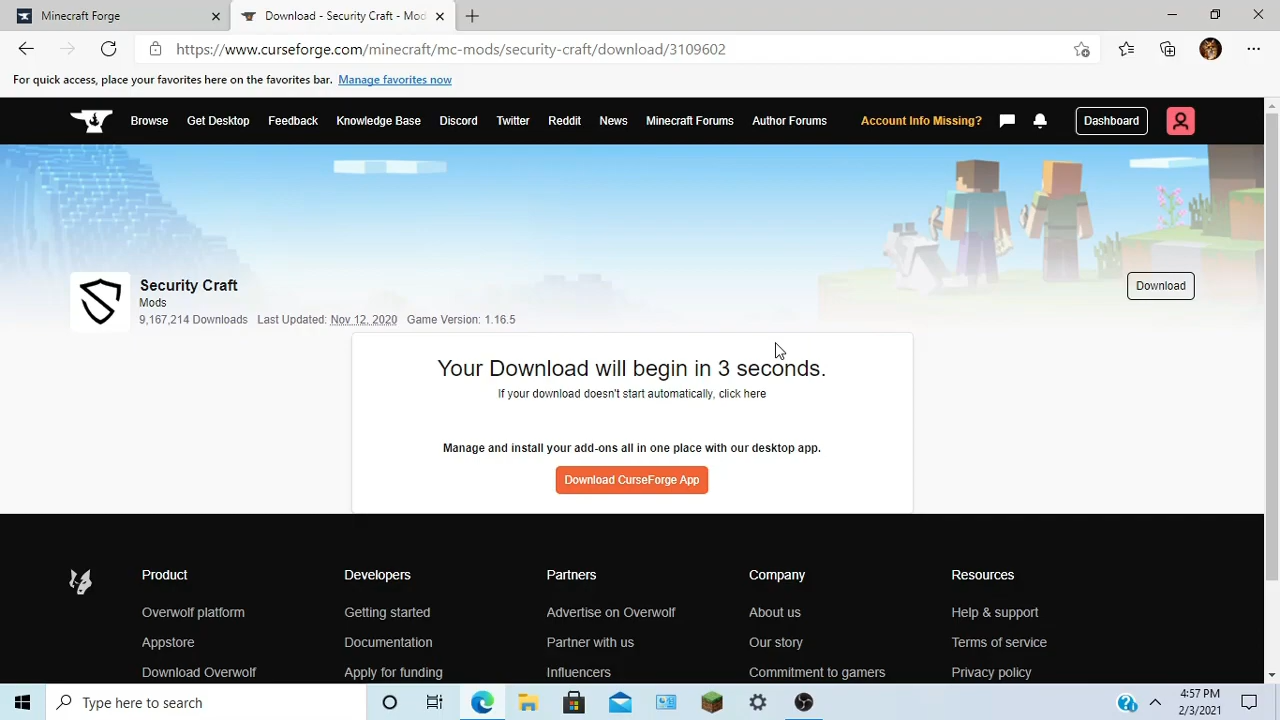 Minecraft Forge
Download - Security Craft - Mod
https://www.curseforge.com/minecraft/mc-mods/security-craft/download/3109602
For quick access, place your favorites here on the favorites bar. Manage favorites now
Browse Get Desktop Feedback Knowledge Base Discord Twitter Reddit News Minecraft Forums Author Forums Account Info Missing? Dashboard
Security Craft
Mods
9,167,214 Downloads Last Updated: Nov 12, 2020 Game Version: 1.16.5
Download
Your Download will begin in 3 seconds.
If your download doesn't start automatically, click here
Manage and install your add-ons all in one place with our desktop app.
Download CurseForge App
Product Developers Partners Company Resources
Overwolf platform Getting started Advertise on Overwolf About us Help & support
Appstore Documentation Partner with us Our story Terms of service
Download Overwolf Apply for funding Influencers Commitment to gamers Privacy policy
Type here to search
4:57 PM
2/3/2021